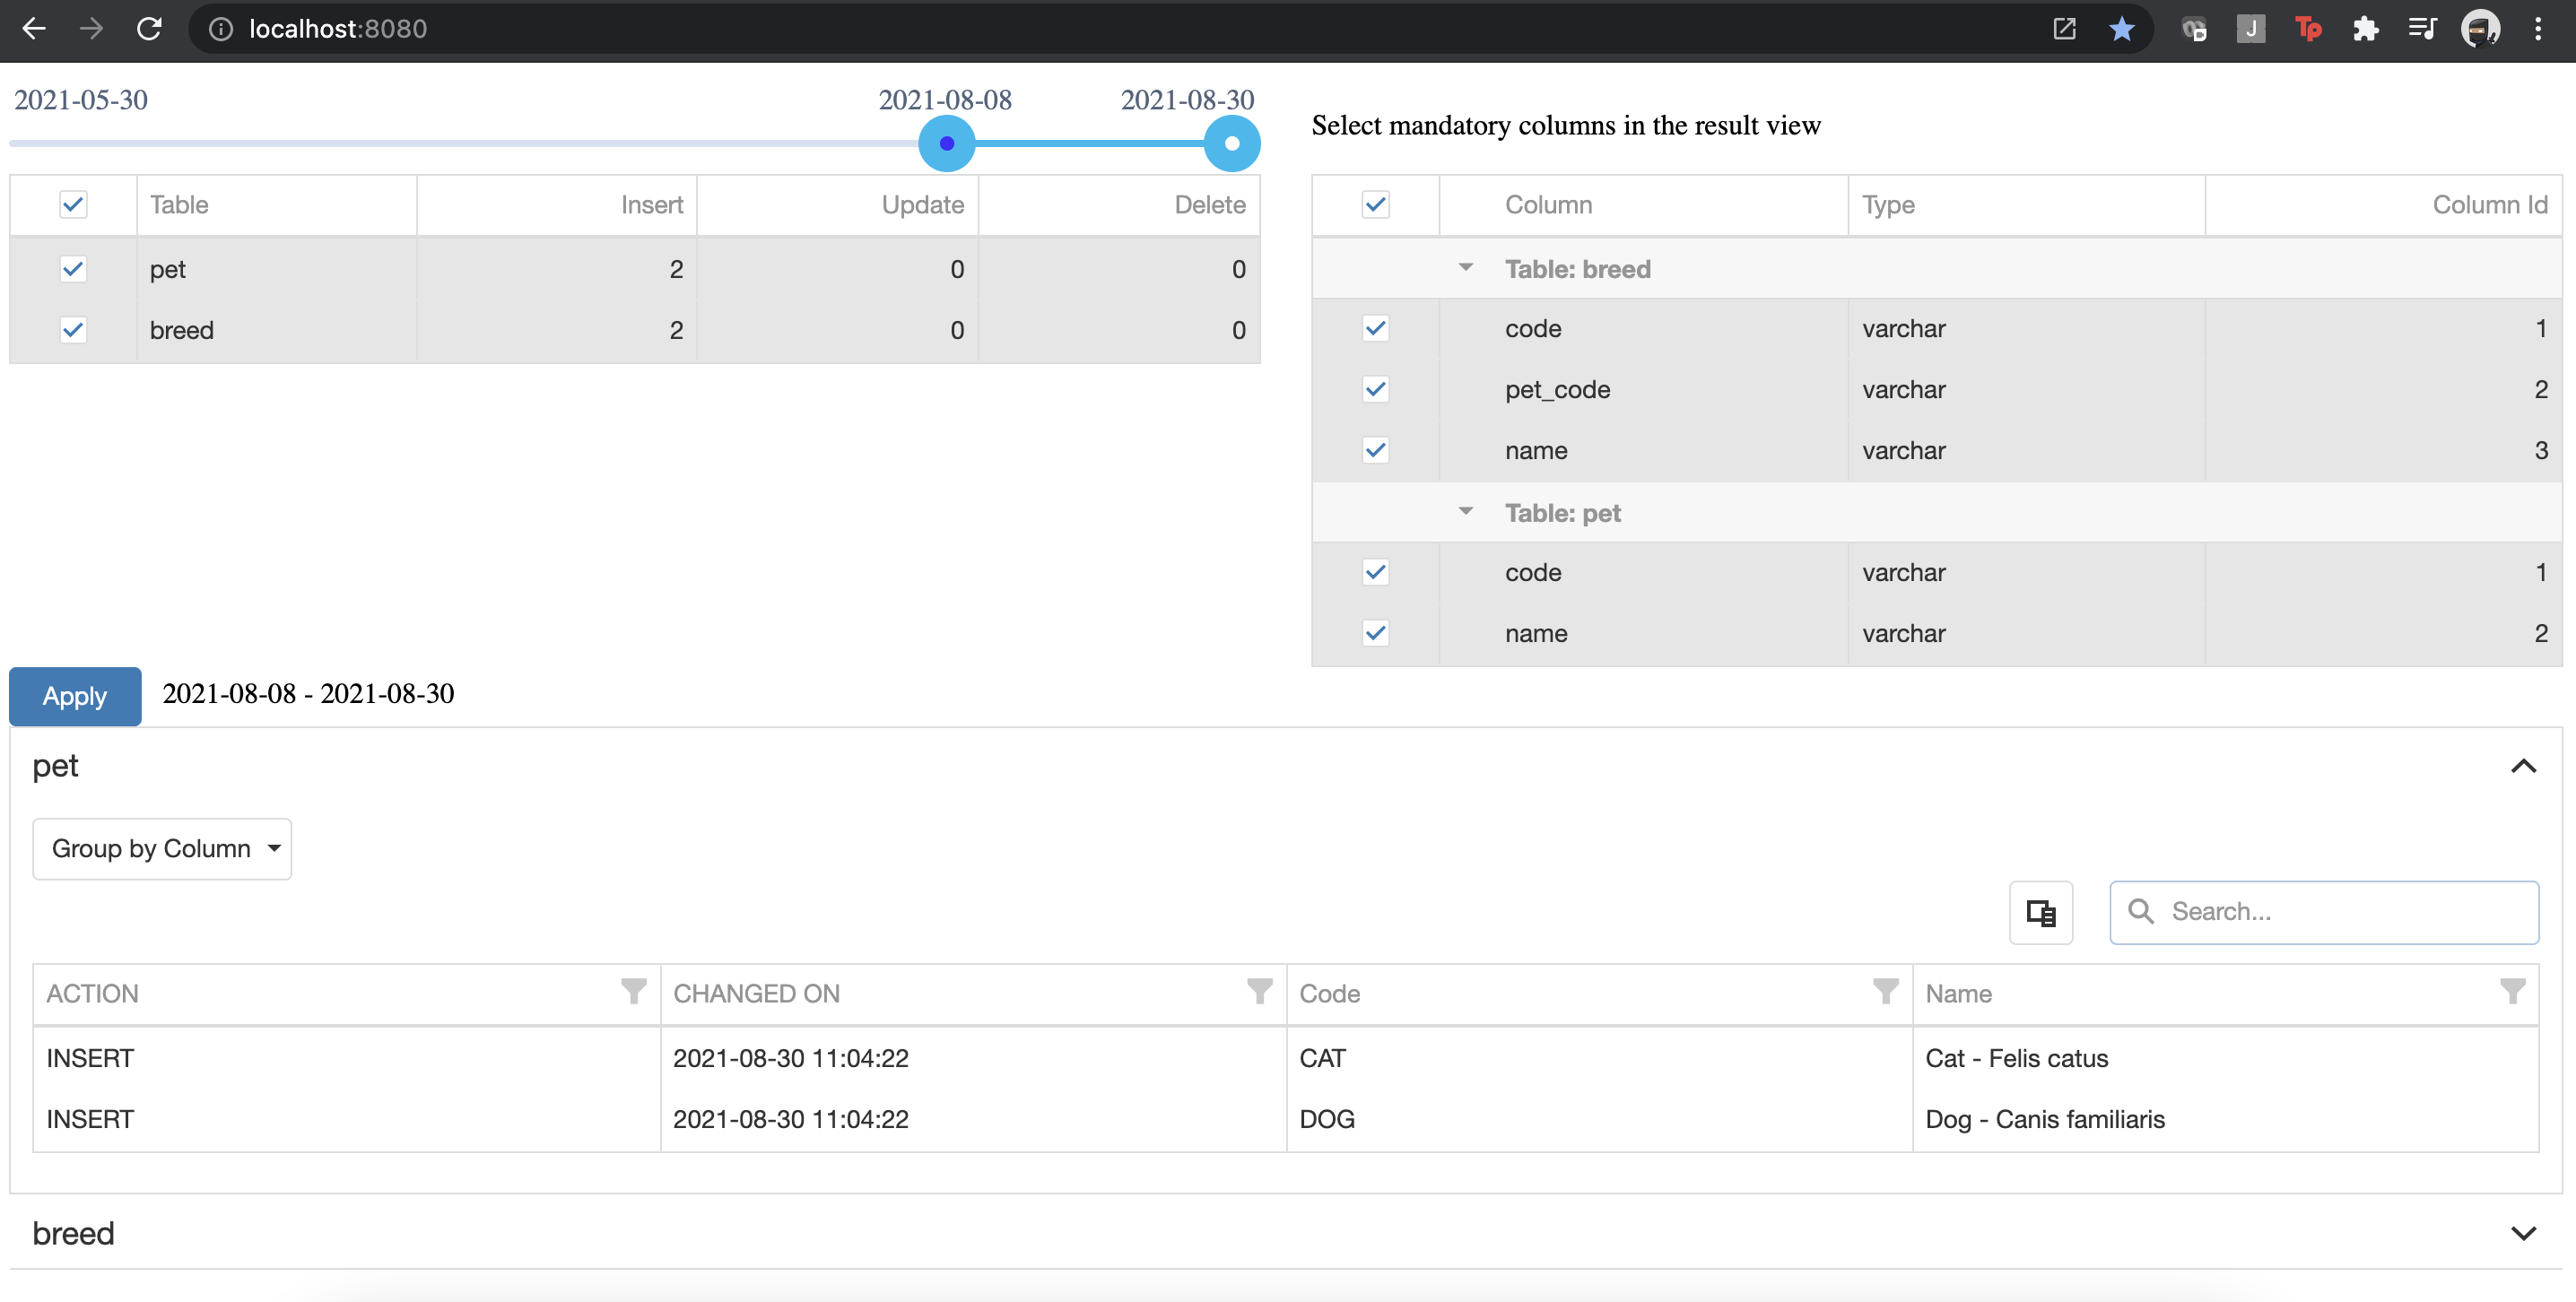 localhost:8080
J
Tp
2021-05-30 2021-08-08 2021-08-30
Select mandatory columns in the result view
Table Insert Update Delete
pet 2 0 0
breed 2 0 0
Column Type Column Id
Table: breed
code varchar 1
pet_code varchar 2
name varchar 3
Table: pet
code varchar 1
name varchar 2
Apply 2021-08-08 - 2021-08-30
pet
Group by Column
Search...
ACTION CHANGED ON Code Name
INSERT 2021-08-30 11:04:22 CAT Cat - Felis catus
INSERT 2021-08-30 11:04:22 DOG Dog - Canis familiaris
breed